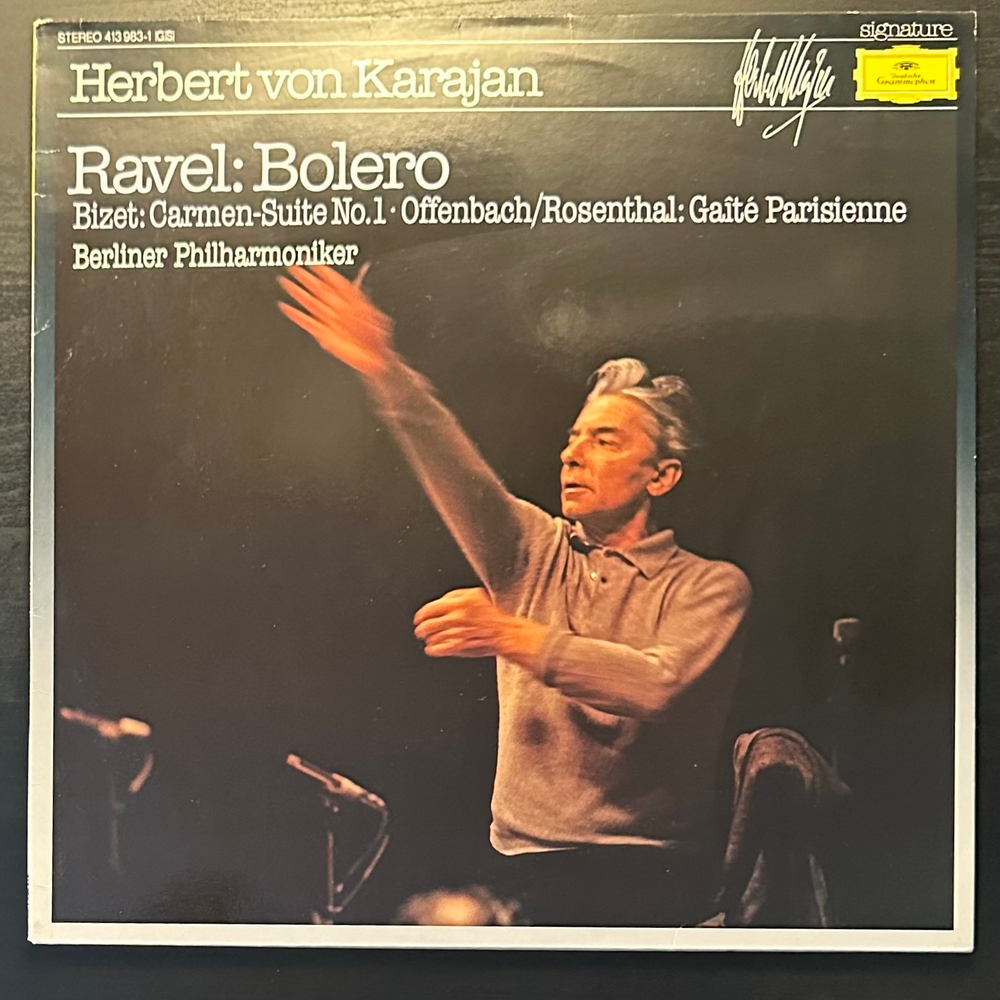 STEREO 413 983-1 GS
signature
Herbert von Karajan
Deutsche
Grammophon
Ravel: Bolero
Bizet: Carmen-Suite No.1 · Offenbach/Rosenthal: Gaîté Parisienne
Berliner Philharmoniker